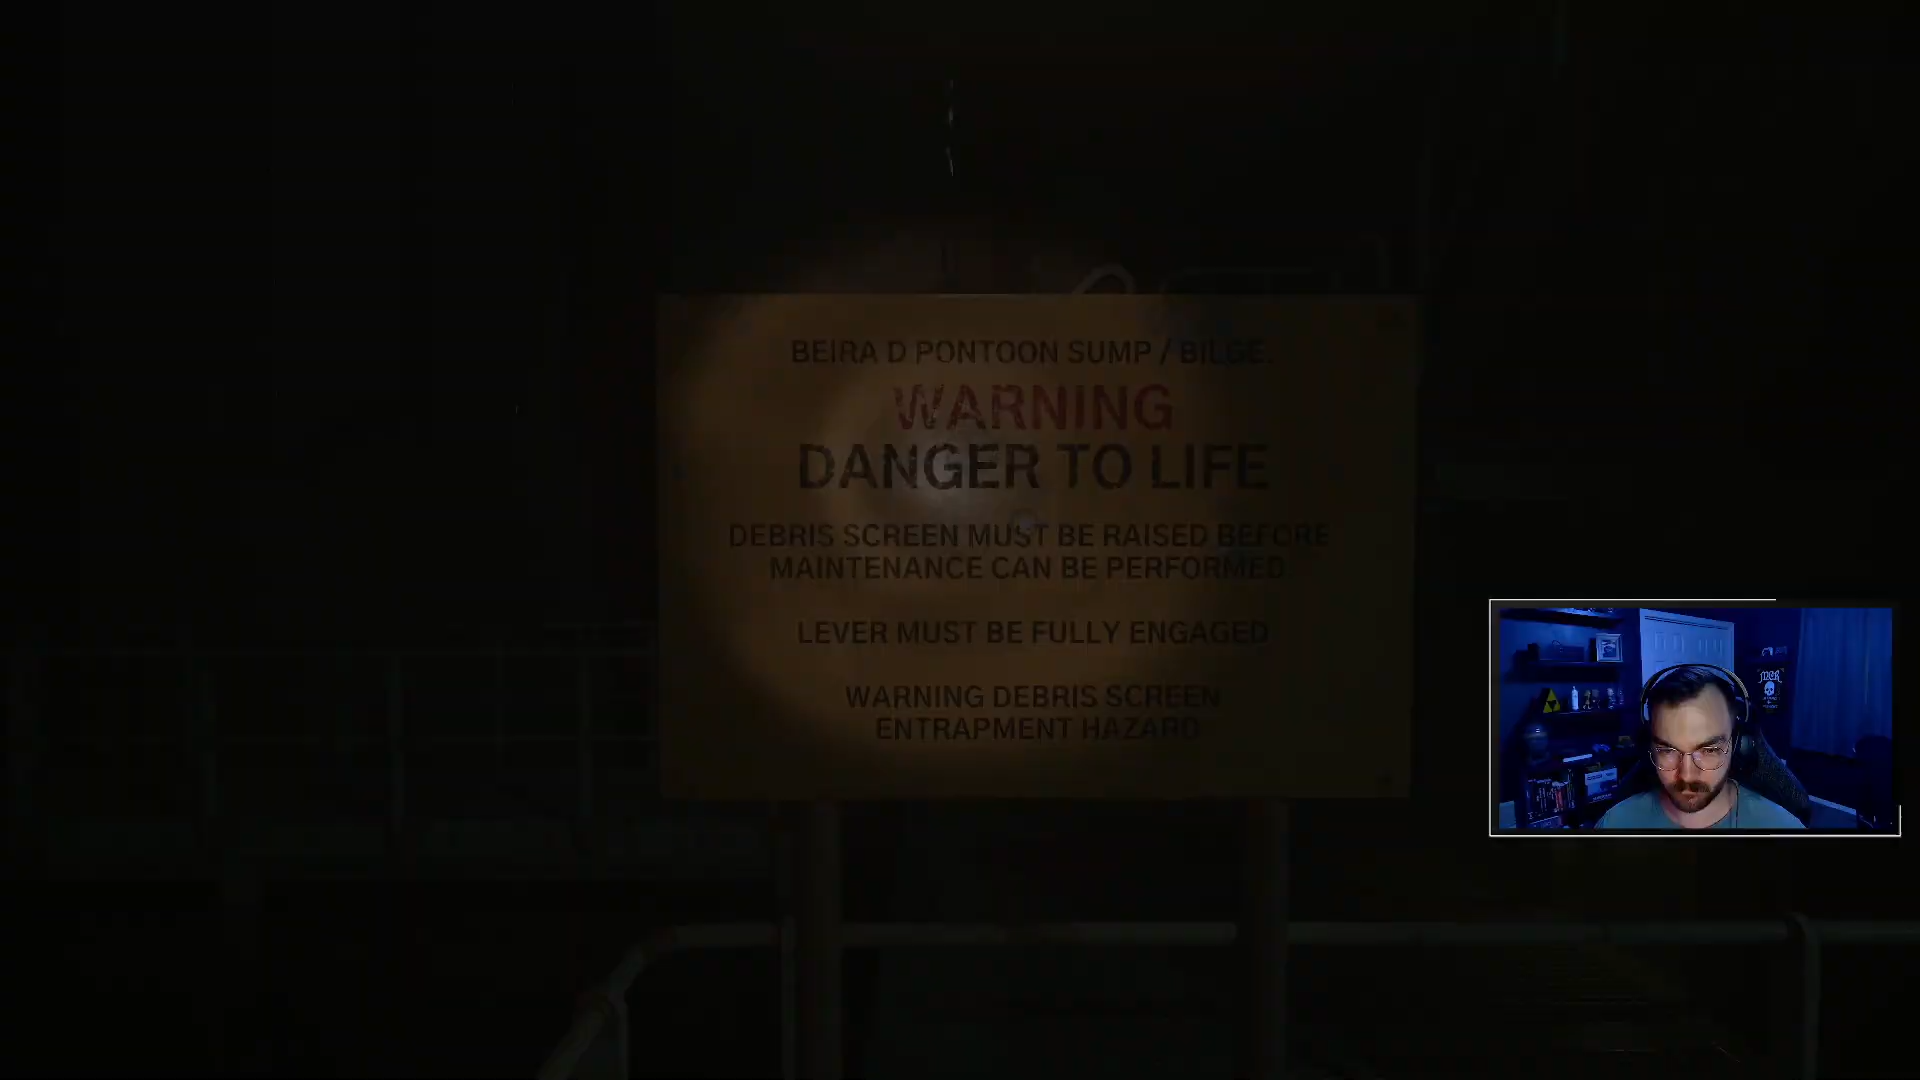 BEIRA D PONTOON SUMP / BILGE.
WARNING
DANGER TO LIFE
DEBRIS SCREEN MUST BE RAISED BEFORE
MAINTENANCE CAN BE PERFORMED
LEVER MUST BE FULLY ENGAGED
WARNING DEBRIS SCREEN
ENTRAPMENT HAZARD